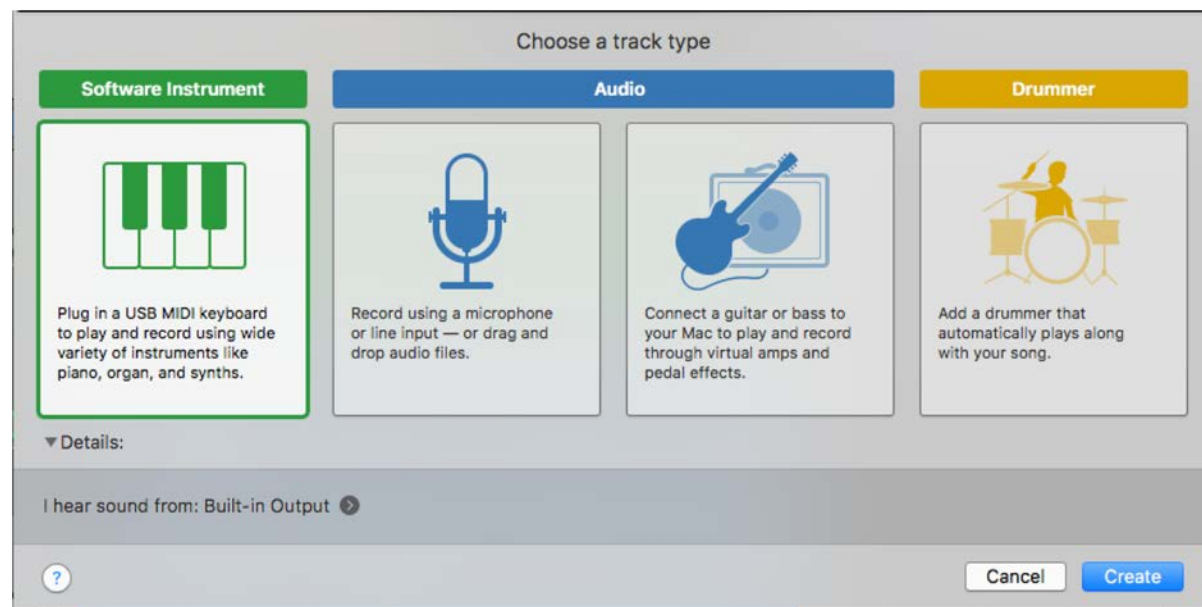 Choose a track type
Software Instrument
Audio
Drummer
Plug in a USB MIDI keyboard
to play and record using wide
variety of instruments like
piano, organ, and synths.
Record using a microphone
or line input — or drag and
drop audio files.
Connect a guitar or bass to
your Mac to play and record
through virtual amps and
pedal effects.
Add a drummer that
automatically plays along
with your song.
▼Details:
I hear sound from: Built-in Output
?
Cancel
Create